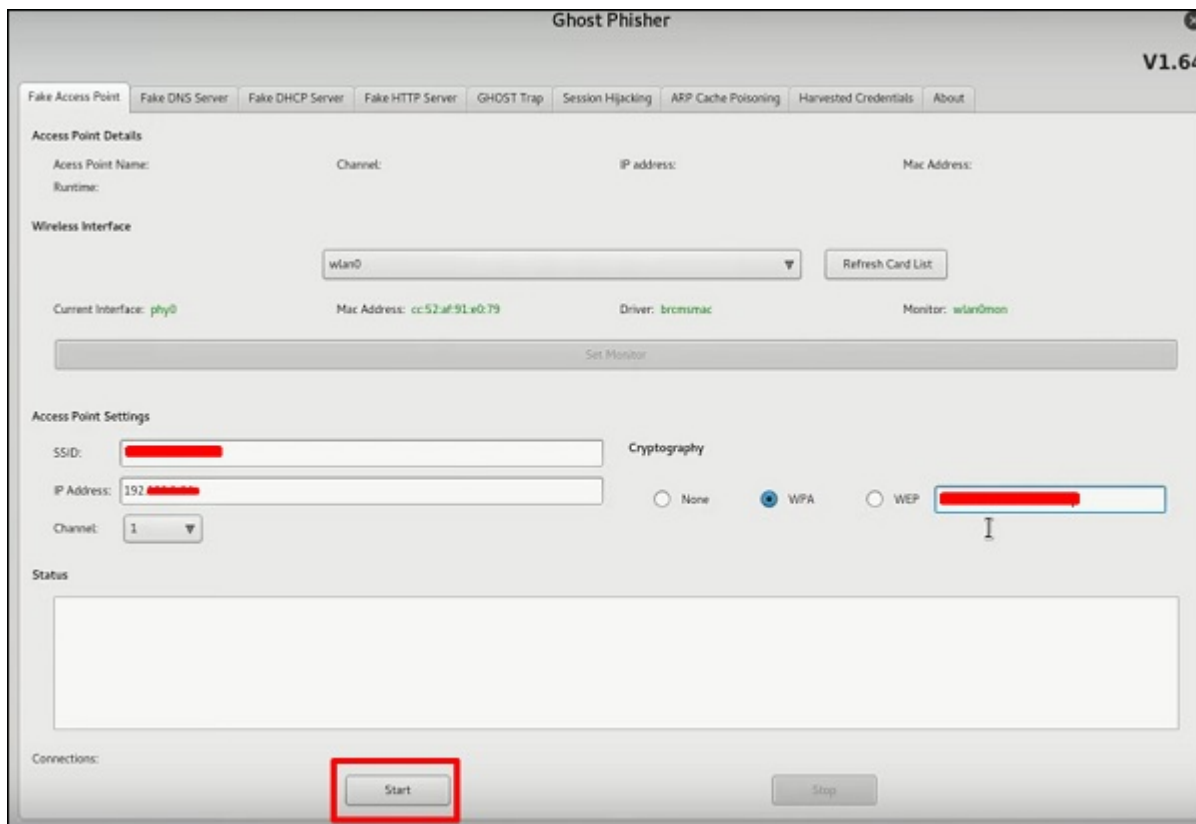 Ghost Phisher
V1.64
Fake Access Point Fake DNS Server Fake DHCP Server Fake HTTP Server GHOST Trap Session Hijacking ARP Cache Poisoning Harvested Credentials About
Access Point Details
Acess Point Name: Channel: IP address: Mac Address:
Runtime:
Wireless Interface
wlan0 Refresh Card List
Current Interface: phy0 Mac Address: cc:52:af:91:e0:79 Driver: brcmsmac Monitor: wlan0mon
Set Monitor
Access Point Settings
SSID: Cryptography
IP Address: 192. None WPA WEP
Channel: 1
Status
Connections:
Start Stop